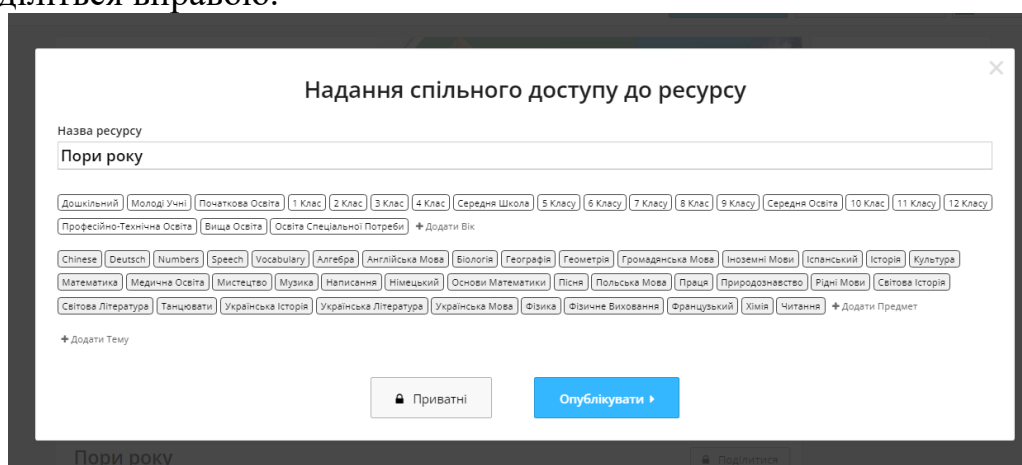 вправою.
Надання спільного доступу до ресурсу
Назва ресурсу
Пори року
Дошкільний Молоді Учні Початкова Освіта 1 Клас 2 Клас 3 Клас 4 Клас Середня Школа 5 Класу 6 Класу 7 Класу 8 Клас 9 Класу Середня Освіта 10 Клас 11 Класу 12 Класу
Професійно-Технічна Освіта Вища Освіта Освіта Спеціальної Потреби + Додати Вік
Chinese Deutsch Numbers Speech Vocabulary Алгебра Англійська Мова Біологія Географія Геометрія Громадянська Мова Іноземні Мови Іспанський Історія Культура
Математика Медична Освіта Мистецтво Музика Написання Німецький Основи Математики Пісня Польська Мова Праця Природознавство Рідні Мови Світова Історія
Світова Література Танцювати Українська Історія Українська Література Українська Мова Фізика Фізичне Виховання Французький Хімія Читання + Додати Предмет
+ Додати Тему
Приватні Опублікувати
Пори року Поділитися